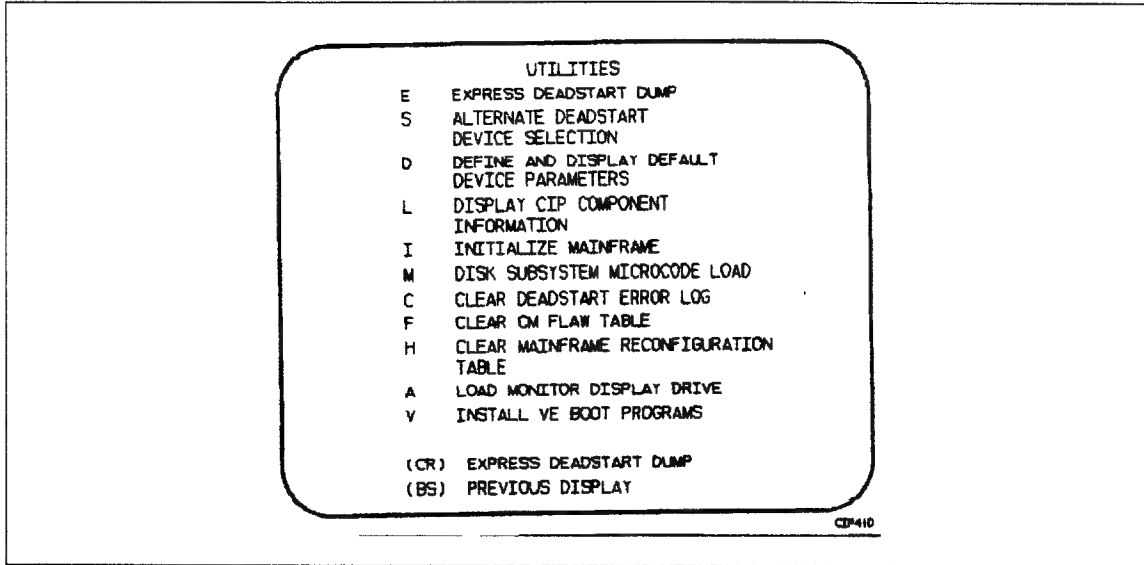 UTILITIES
E EXPRESS DEADSTART DUMP
S ALTERNATE DEADSTART
DEVICE SELECTION
D DEFINE AND DISPLAY DEFAULT
DEVICE PARAMETERS
L DISPLAY CIP COMPONENT
INFORMATION
I INITIALIZE MAINFRAME
M DISK SUBSYSTEM MICROCODE LOAD
C CLEAR DEADSTART ERROR LOG
F CLEAR CM FLAW TABLE
H CLEAR MAINFRAME RECONFIGURATION
TABLE
A LOAD MONITOR DISPLAY DRIVE
V INSTALL VE BOOT PROGRAMS
(CR) EXPRESS DEADSTART DUMP
(BS) PREVIOUS DISPLAY
CIP410